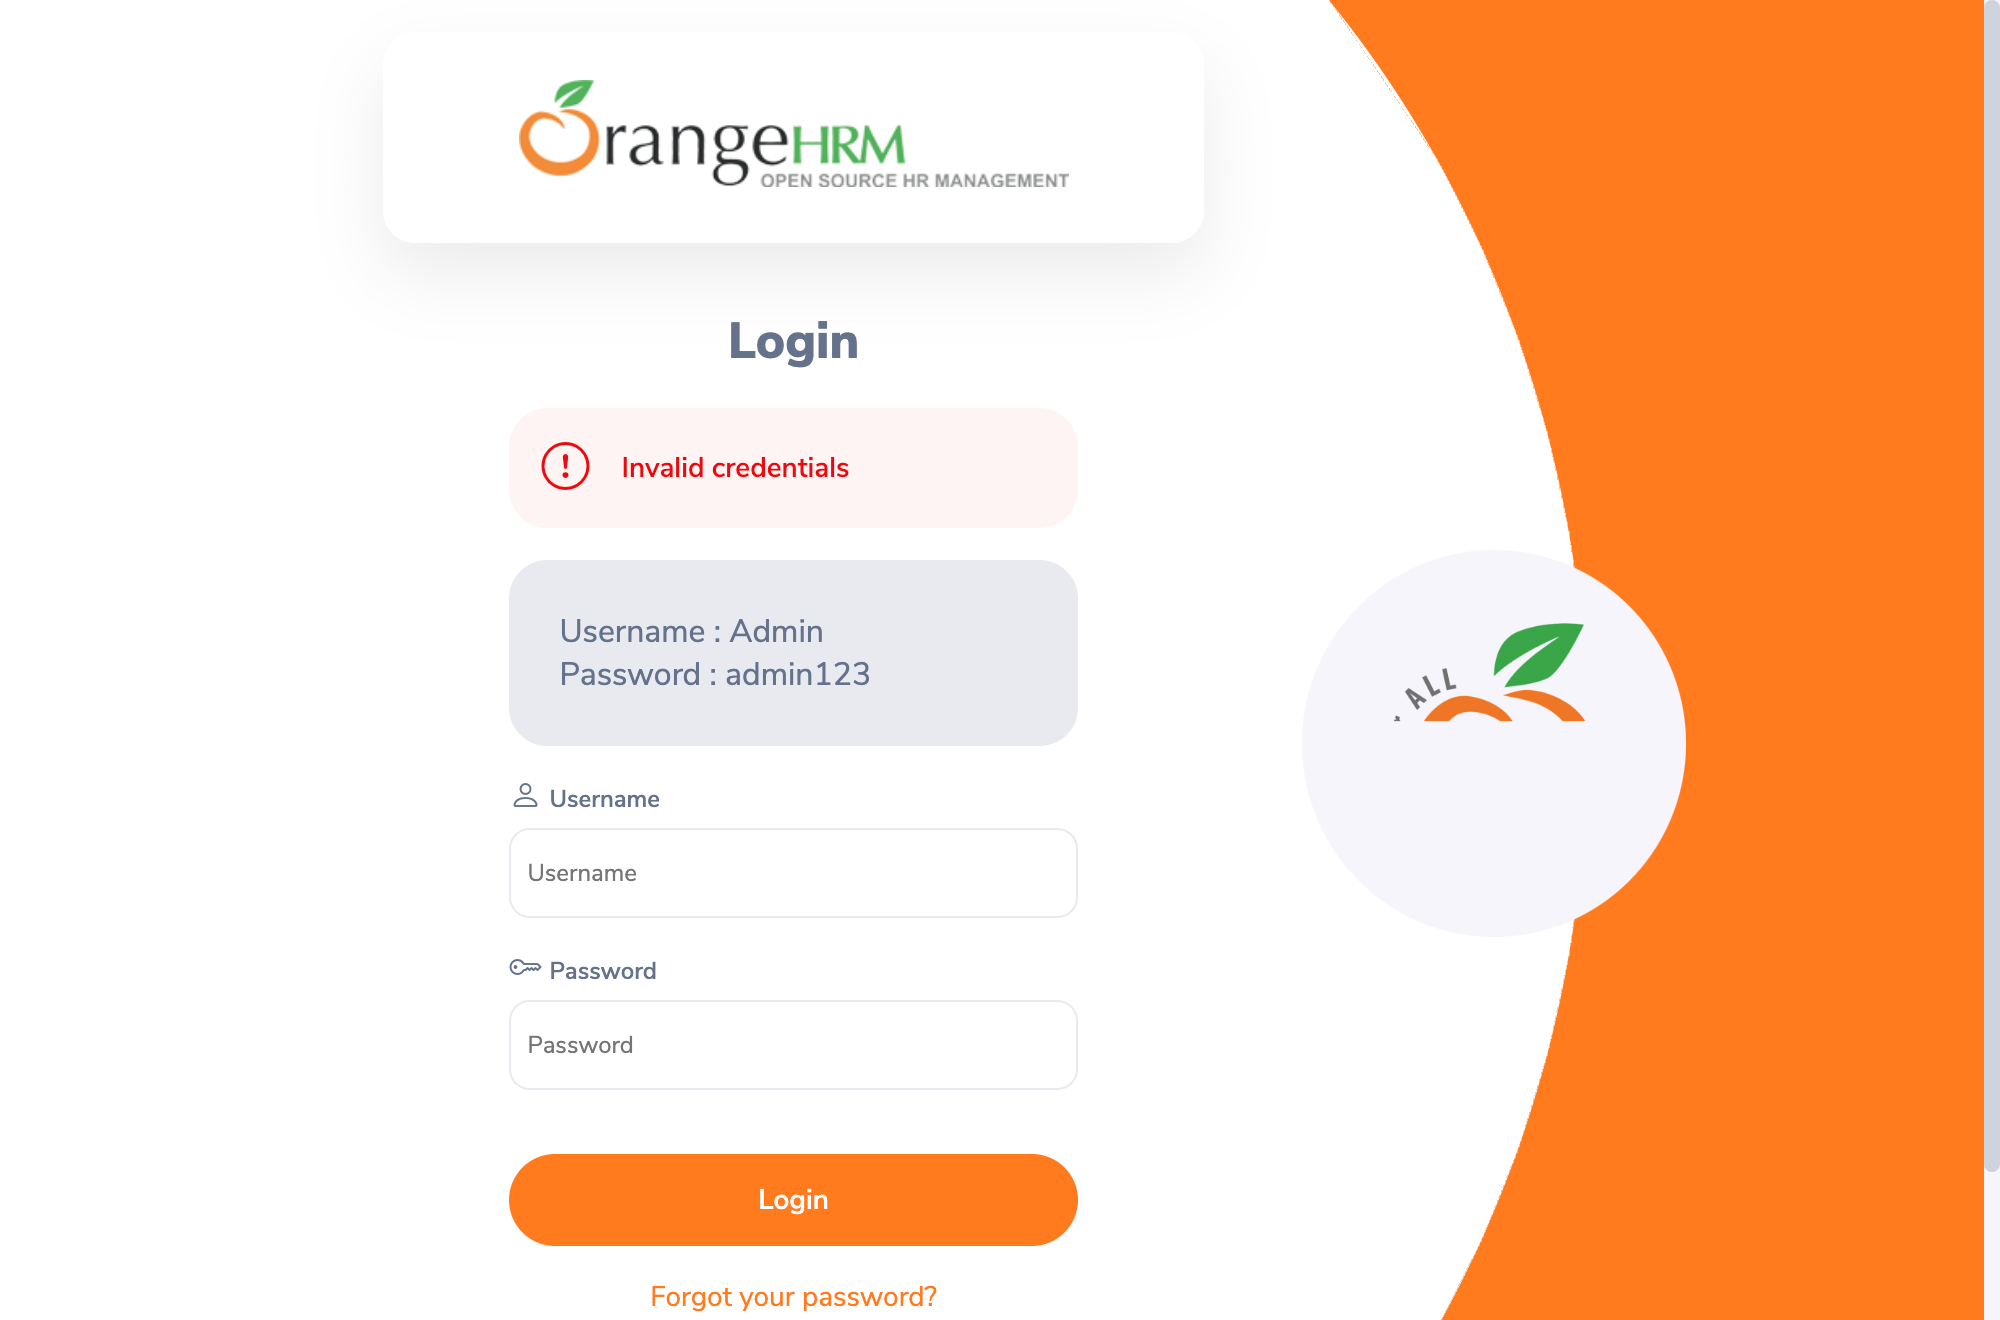 OrangeHRM
OPEN SOURCE HR MANAGEMENT
Login
Invalid credentials
Username : Admin
Password : admin123
Username
Username
Password
Password
Login
Forgot your password?
ALL